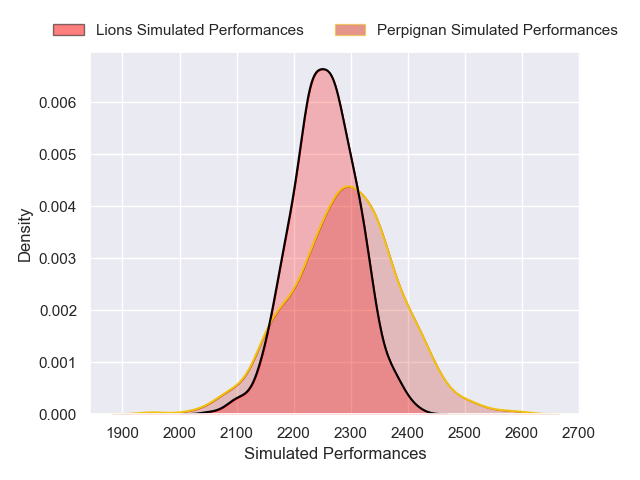 Lions Simulated Performances
Perpignan Simulated Performances
Density
0.006
0.005
0.004
0.003
0.002
0.001
0.000
1900 2000 2100 2200 2300 2400 2500 2600 2700
Simulated Performances